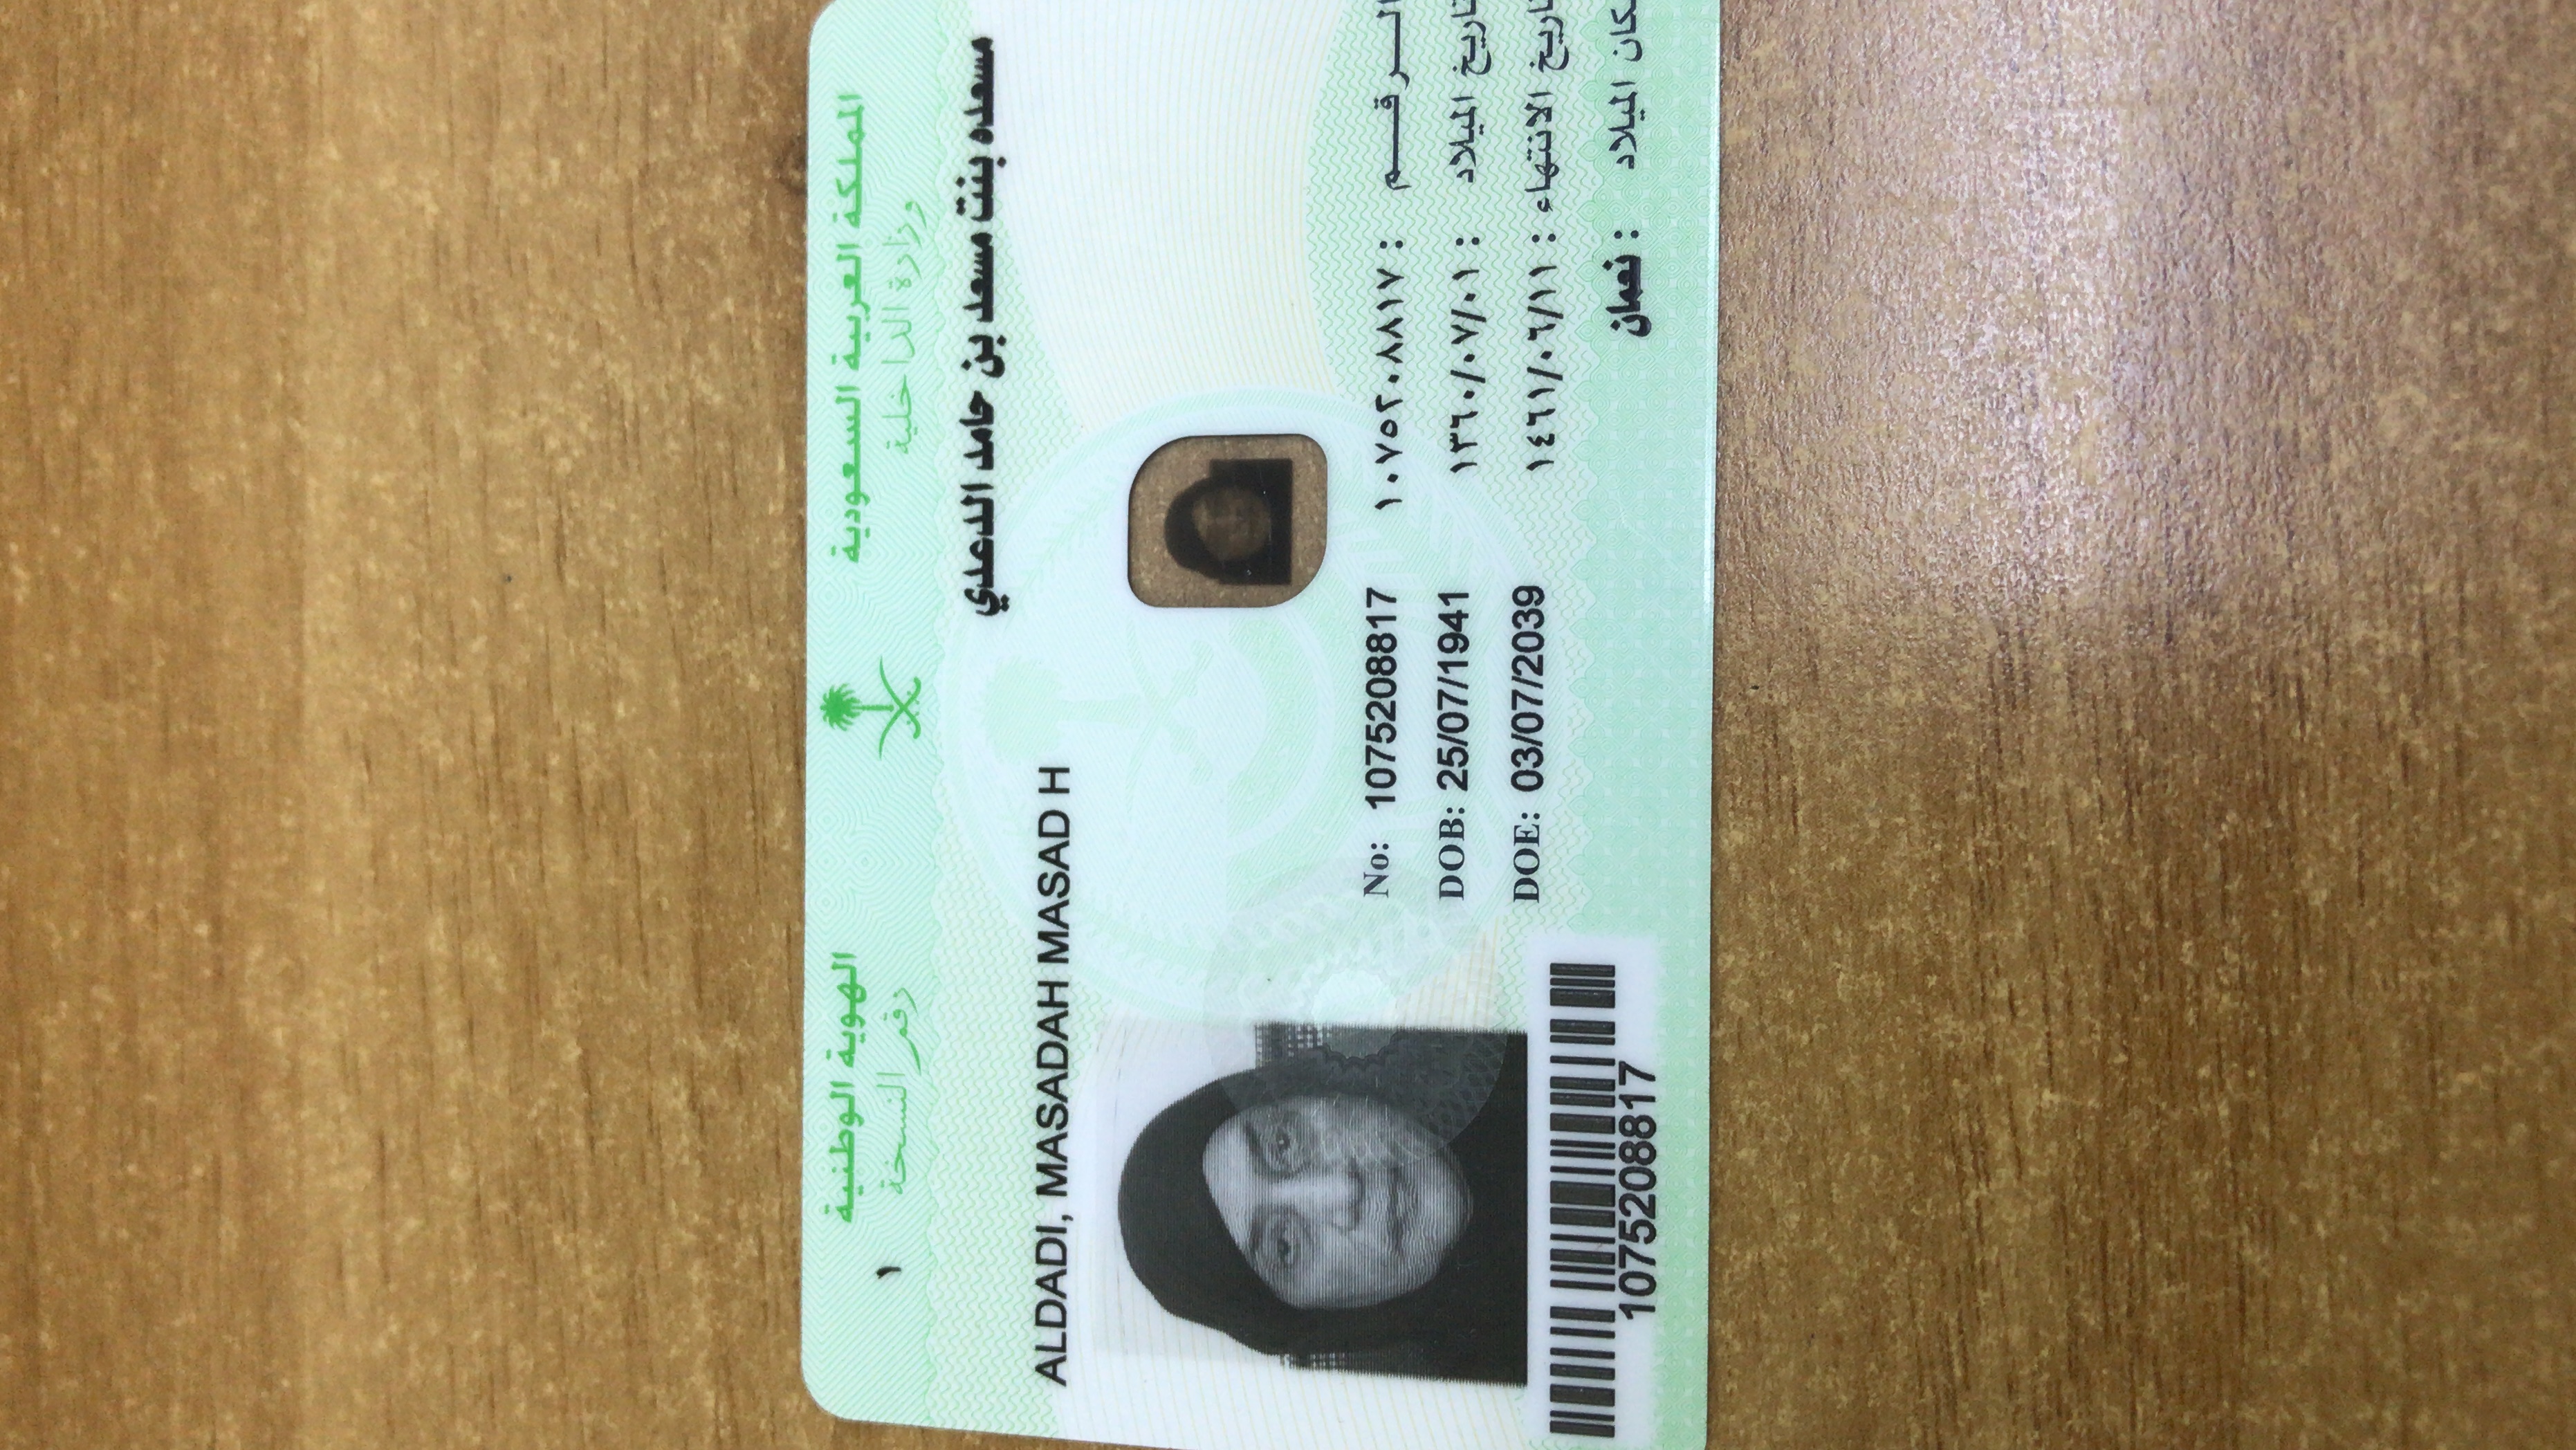 المملكة العربية السعودية
وزارة الداخلية
الهوية الوطنية
رقم النسخة ١
مسعده بنت مسعد بن حامد الدعدي
ALDADI, MASADAH MASAD H
No: 1075208817
الـــرقـــم : ١٠٧٥٢٠٨٨١٧
DOB: 25/07/1941
تاريخ الميلاد : ١٣٦٠/٠٧/٠١
DOE: 03/07/2039
تاريخ الانتهاء : ١٤٦١/٠٦/١١
مكان الميلاد : نعمان
1075208817